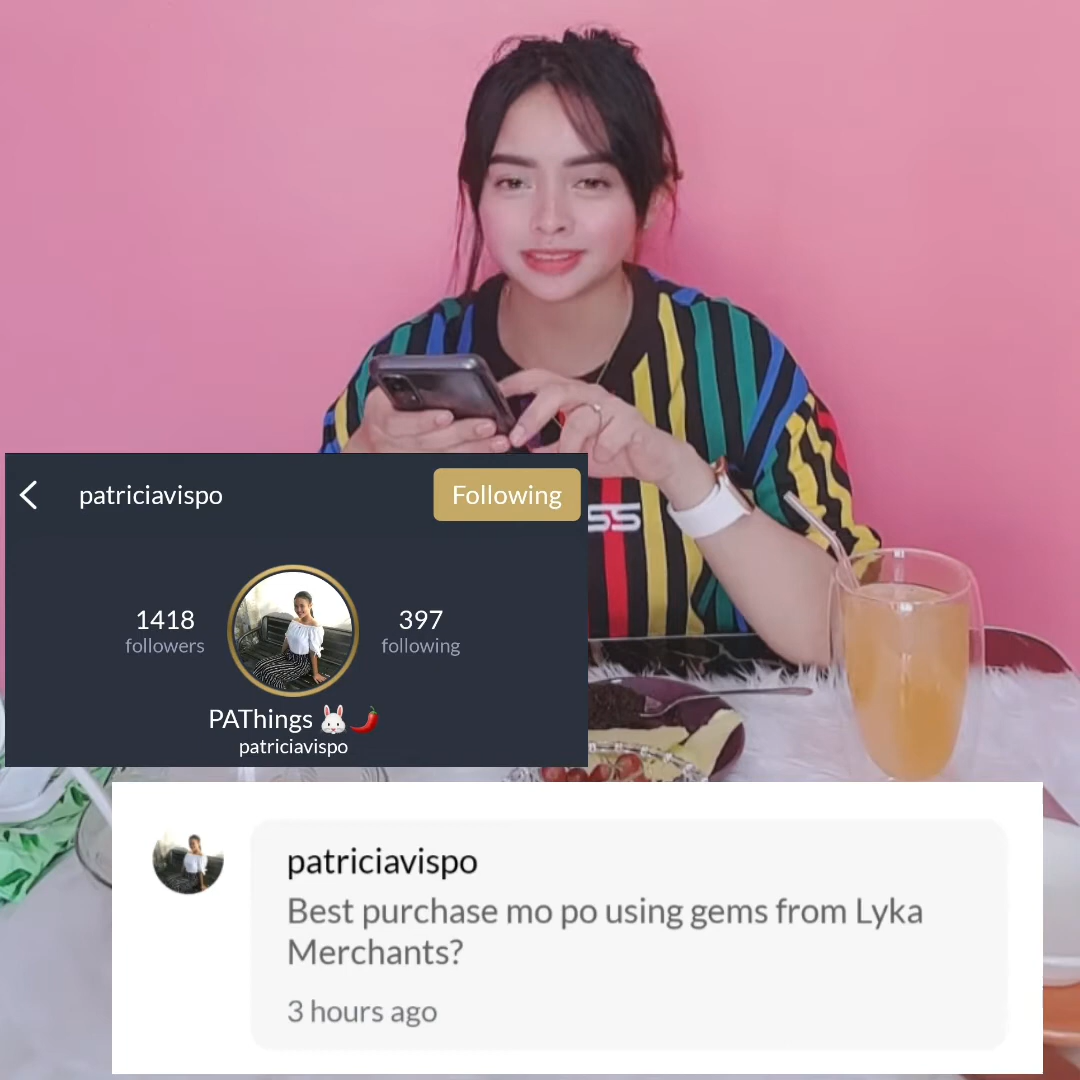 patriciavispo
Following
1418
followers
397
following
PAThings 🐰🌶️
patriciavispo
SS
patriciavispo
Best purchase mo po using gems from Lyka
Merchants?
3 hours ago